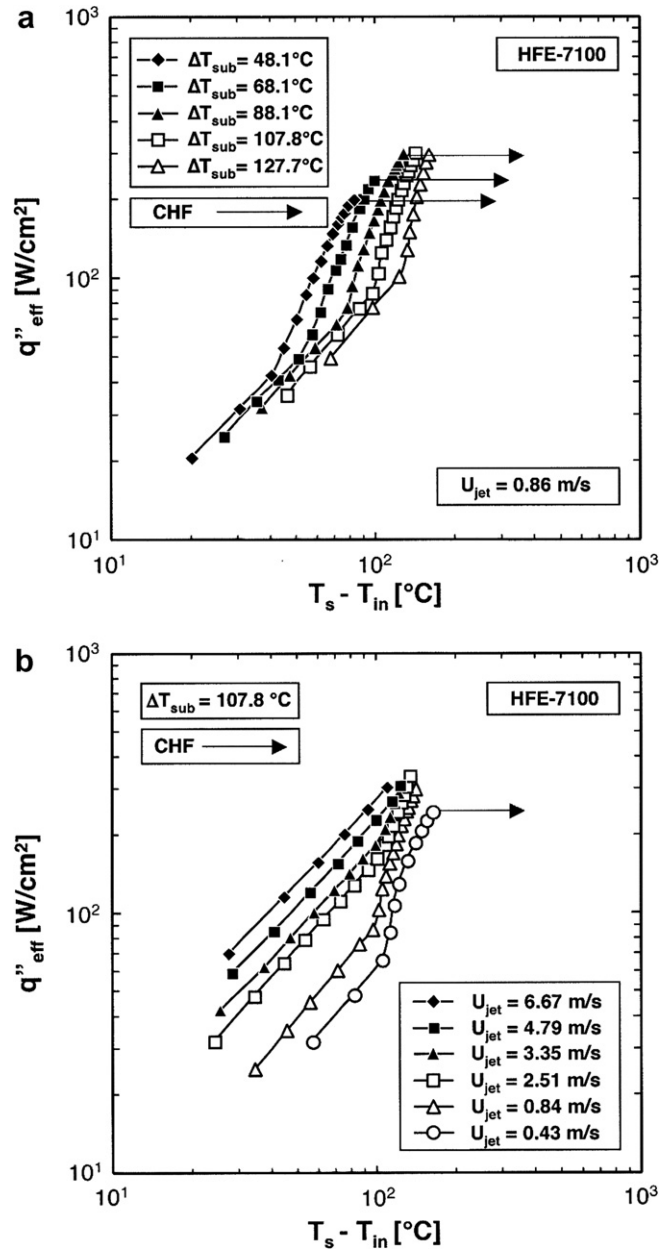 a
10³
HFE-7100
ΔT_sub = 48.1°C
ΔT_sub = 68.1°C
ΔT_sub = 88.1°C
ΔT_sub = 107.8°C
ΔT_sub = 127.7°C
CHF
10²
q”_eff [W/cm²]
U_jet = 0.86 m/s
10¹
10¹
10²
10³
T_s - T_in [°C]
b
10³
ΔT_sub = 107.8 °C
HFE-7100
CHF
10²
q”_eff [W/cm²]
U_jet = 6.67 m/s
U_jet = 4.79 m/s
U_jet = 3.35 m/s
U_jet = 2.51 m/s
U_jet = 0.84 m/s
U_jet = 0.43 m/s
10¹
10¹
10²
10³
T_s - T_in [°C]